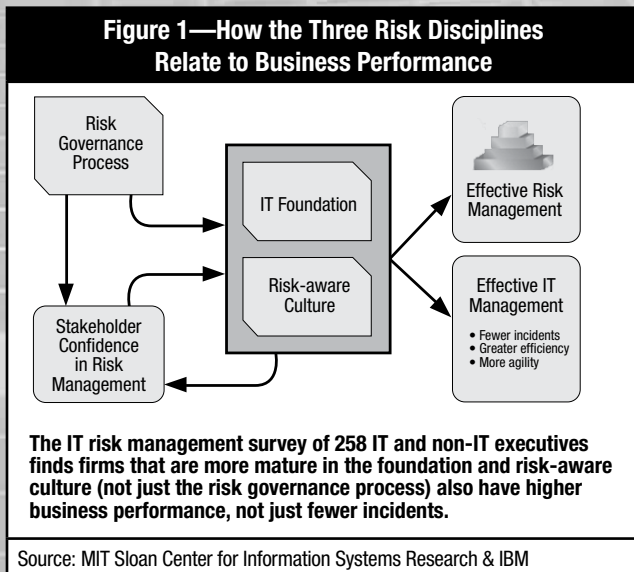 Figure 1—How the Three Risk Disciplines
Relate to Business Performance
Risk
Governance
Process
IT Foundation
Risk-aware
Culture
Stakeholder
Confidence
in Risk
Management
Effective Risk
Management
Effective IT
Management
• Fewer incidents
• Greater efficiency
• More agility
The IT risk management survey of 258 IT and non-IT executives
finds firms that are more mature in the foundation and risk-aware
culture (not just the risk governance process) also have higher
business performance, not just fewer incidents.
Source: MIT Sloan Center for Information Systems Research & IBM